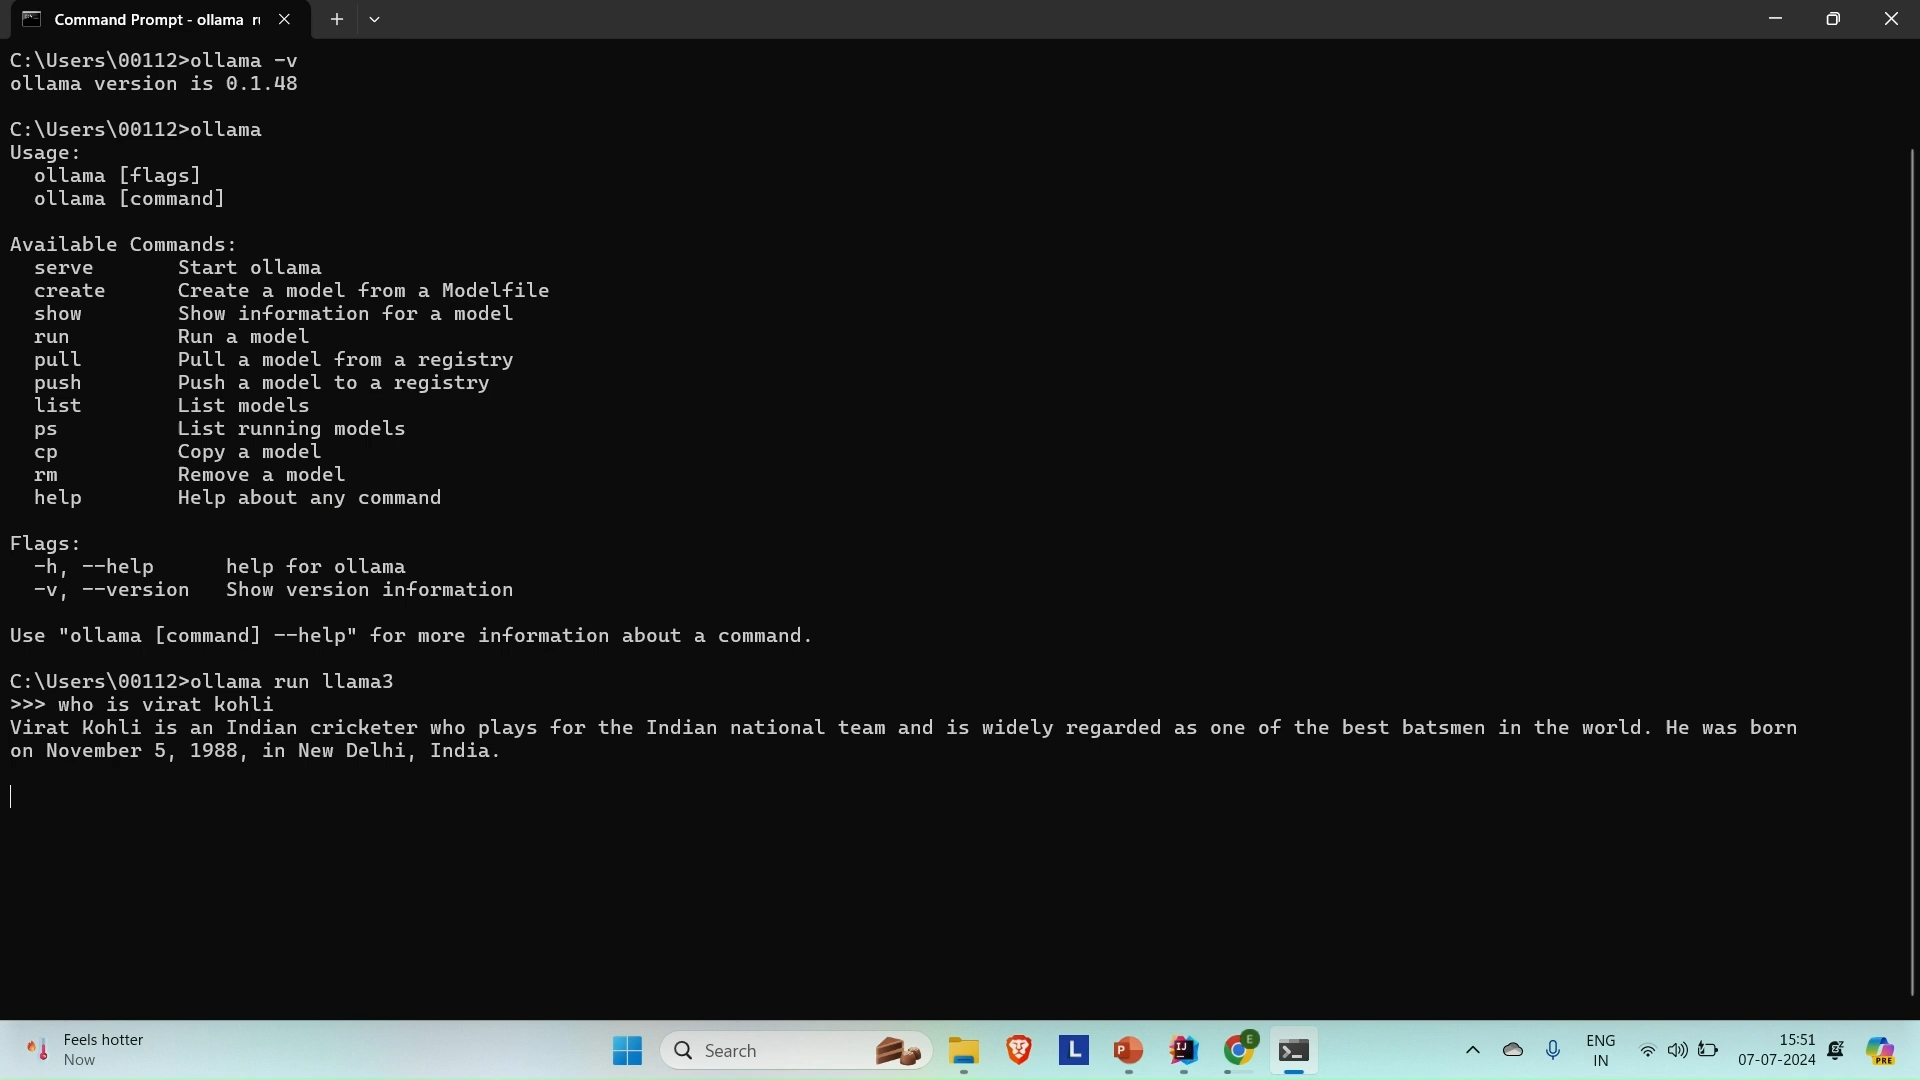 Command Prompt - ollama ru
C:\Users\00112>ollama -v
ollama version is 0.1.48
C:\Users\00112>ollama
Usage:
  ollama [flags]
  ollama [command]
Available Commands:
  serve       Start ollama
  create      Create a model from a Modelfile
  show        Show information for a model
  run         Run a model
  pull        Pull a model from a registry
  push        Push a model to a registry
  list        List models
  ps          List running models
  cp          Copy a model
  rm          Remove a model
  help        Help about any command
Flags:
  -h, --help      help for ollama
  -v, --version   Show version information
Use "ollama [command] --help" for more information about a command.
C:\Users\00112>ollama run llama3
>>> who is virat kohli
Virat Kohli is an Indian cricketer who plays for the Indian national team and is widely regarded as one of the best batsmen in the world. He was born
on November 5, 1988, in New Delhi, India.
Feels hotter
Now
Search
L
P
IJ
E
ENG
IN
15:51
07-07-2024
PRE